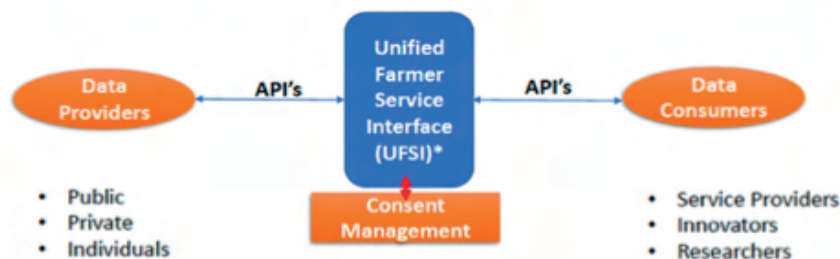 Data
Providers
API's
Unified
Farmer
Service
Interface
(UFSI)*
API's
Data
Consumers
Consent
Management
• Public
• Private
• Individuals
• Service Providers
• Innovators
• Researchers